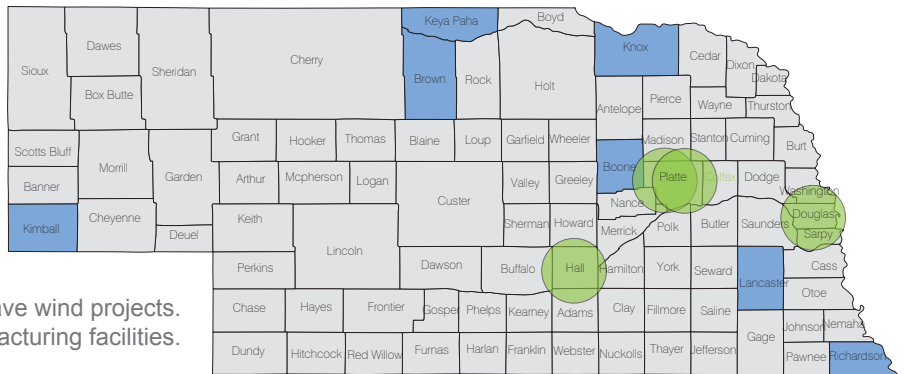 Keya Paha
Boyd
Dawes
Cherry
Knox
Cedar
Sioux
Sheridan
Brown
Rock
Holt
Dixon
Dakota
Box Butte
Antelope
Pierce
Wayne
Thurston
Grant
Hooker
Thomas
Blaine
Loup
Garfield
Wheeler
Madison
Stanton
Cuming
Burt
Scotts Bluff
Morrill
Garden
Boone
Banner
Arthur
Mcpherson
Logan
Custer
Valley
Greeley
Platte
Colfax
Dodge
Washington
Nance
Kimball
Cheyenne
Keith
Sherman
Howard
Merrick
Polk
Butler
Saunders
Douglas
Deuel
Lincoln
Sarpy
Perkins
Dawson
Buffalo
Hall
Hamilton
York
Seward
Lancaster
Cass
Otoe
ave wind projects.
Chase
Hayes
Frontier
Gosper
Phelps
Kearney
Adams
Clay
Fillmore
Saline
Gage
acturing facilities.
Johnson
Nemaha
Dundy
Hitchcock
Red Willow
Furnas
Harlan
Franklin
Webster
Nuckolls
Thayer
Jefferson
Pawnee
Richardson